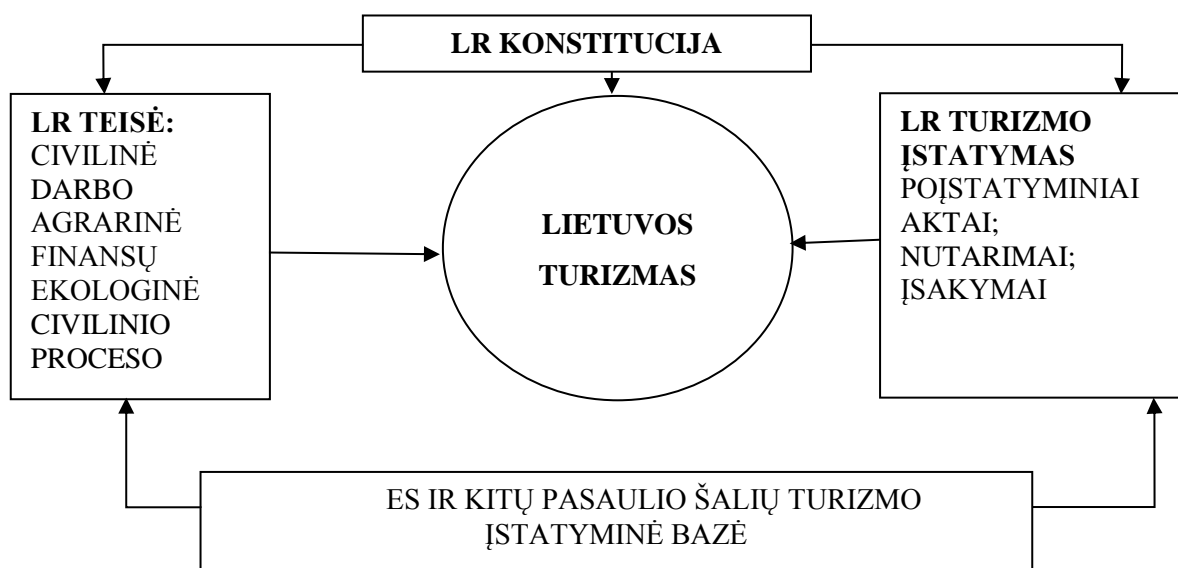 LR KONSTITUCIJA
LR TEISĖ:
CIVILINĖ
DARBO
AGRARINĖ
FINANSŲ
EKOLOGINĖ
CIVILINIO
PROCESO
LIETUVOS
TURIZMAS
LR TURIZMO
ĮSTATYMAS
POĮSTATYMINIAI
AKTAI;
NUTARIMAI;
ĮSAKYMAI
ES IR KITŲ PASAULIO ŠALIŲ TURIZMO
ĮSTATYMINĖ BAZĖ